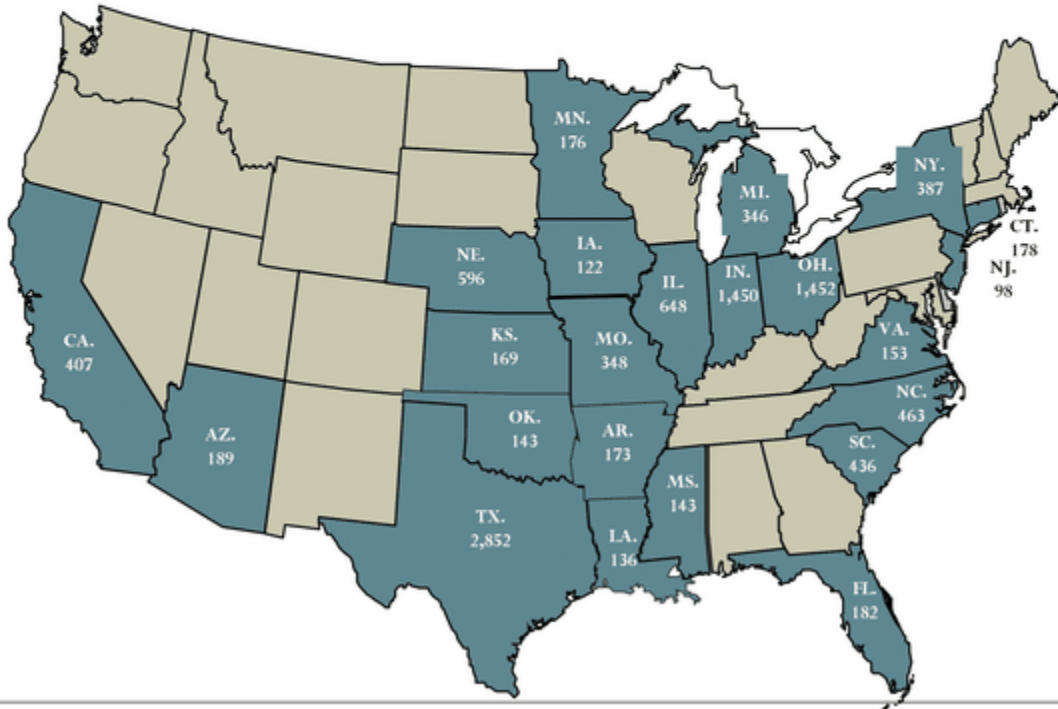 MN.
176
NY.
387
MI.
346
CT.
178
NJ.
98
NE.
596
IA.
122
IL.
648
IN.
1,450
OH.
1,452
CA.
407
KS.
169
MO.
348
VA.
153
AZ.
189
OK.
143
AR.
173
NC.
463
SC.
436
MS.
143
TX.
2,852
LA.
136
FL.
182